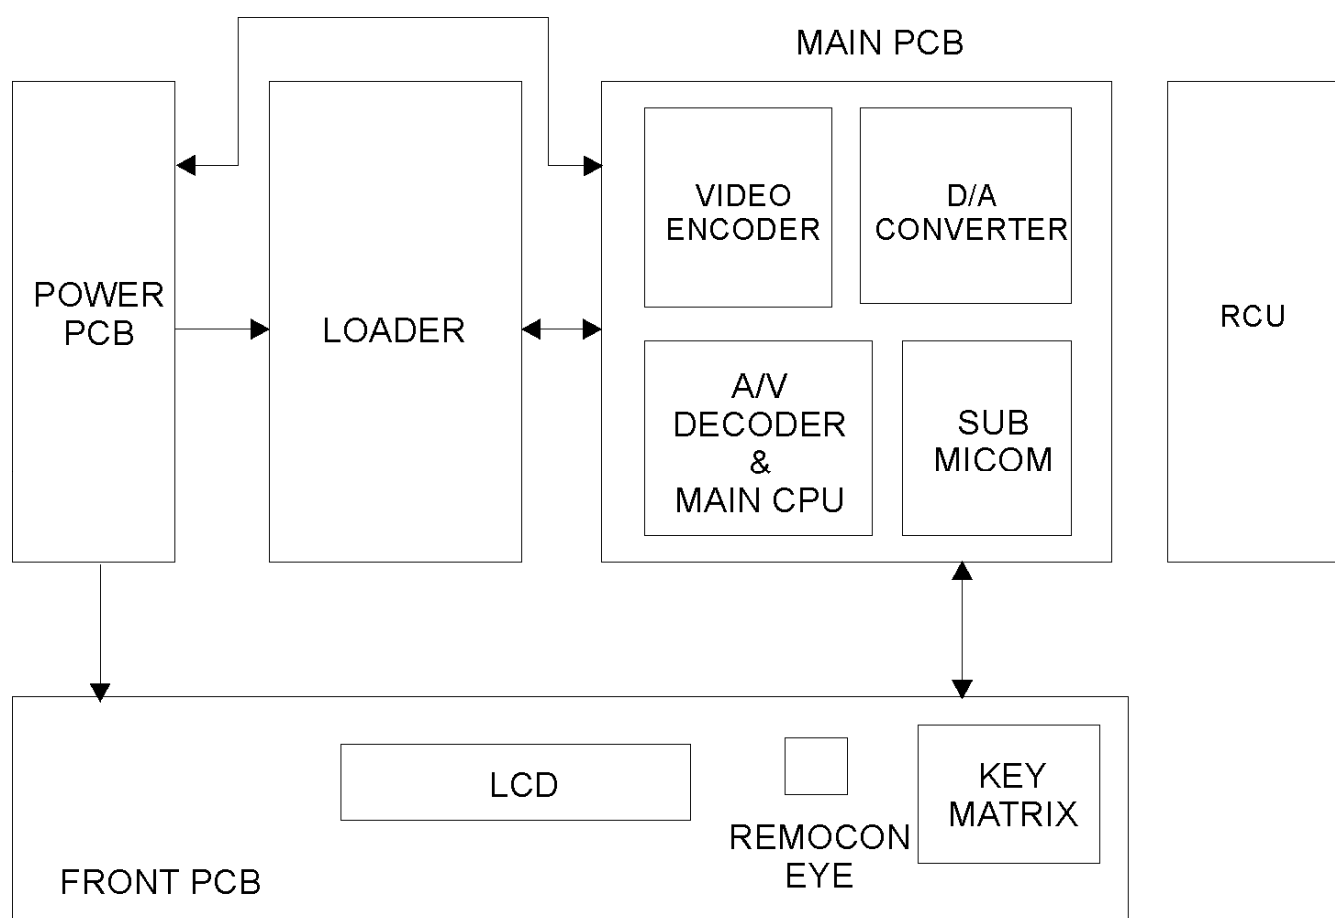 MAIN PCB
POWER
PCB
LOADER
VIDEO
ENCODER
D/A
CONVERTER
A/V
DECODER
&
MAIN CPU
SUB
MICOM
RCU
LCD
REMOCON
EYE
KEY
MATRIX
FRONT PCB